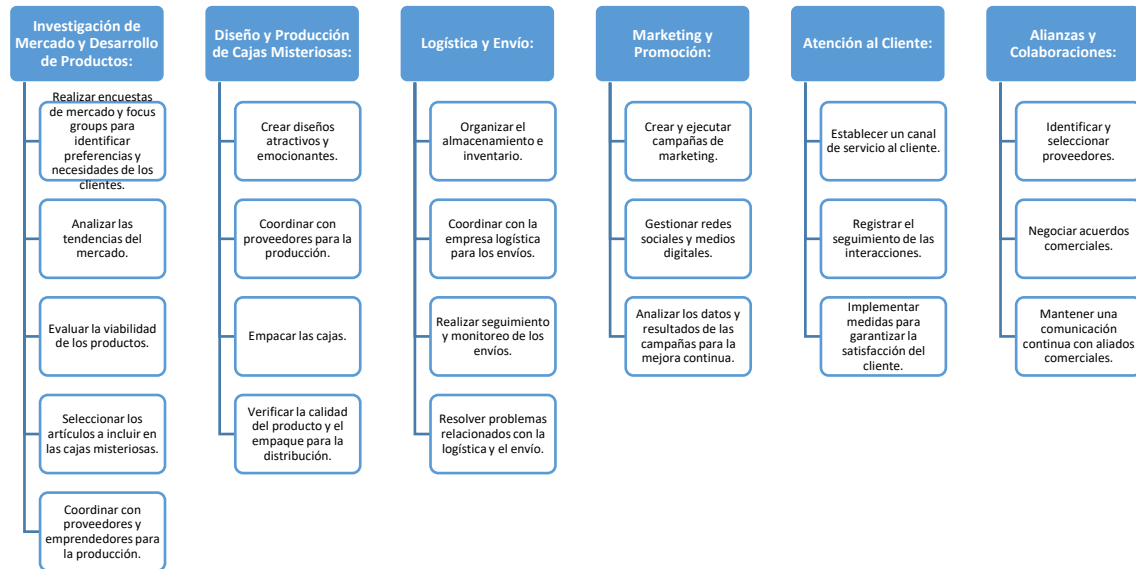 Investigación de
Mercado y Desarrollo
de Productos:
Realizar encuestas
de mercado y focus
groups para
identificar
preferencias y
necesidades de los
clientes.
Analizar las
tendencias del
mercado.
Evaluar la viabilidad
de los productos.
Seleccionar los
artículos a incluir en
las cajas misteriosas.
Coordinar con
proveedores y
emprendedores para
la producción.
Diseño y Producción
de Cajas Misteriosas:
Crear diseños
atractivos y
emocionantes.
Coordinar con
proveedores para la
producción.
Empacar las cajas.
Verificar la calidad
del producto y el
empaque para la
distribución.
Logística y Envío:
Organizar el
almacenamiento e
inventario.
Coordinar con la
empresa logística
para los envíos.
Realizar seguimiento
y monitoreo de los
envíos.
Resolver problemas
relacionados con la
logística y el envío.
Marketing y
Promoción:
Crear y ejecutar
campañas de
marketing.
Gestionar redes
sociales y medios
digitales.
Analizar los datos y
resultados de las
campañas para la
mejora continua.
Atención al Cliente:
Establecer un canal
de servicio al cliente.
Registrar el
seguimiento de las
interacciones.
Implementar
medidas para
garantizar la
satisfacción del
cliente.
Alianzas y
Colaboraciones:
Identificar y
seleccionar
proveedores.
Negociar acuerdos
comerciales.
Mantener una
comunicación
continua con aliados
comerciales.